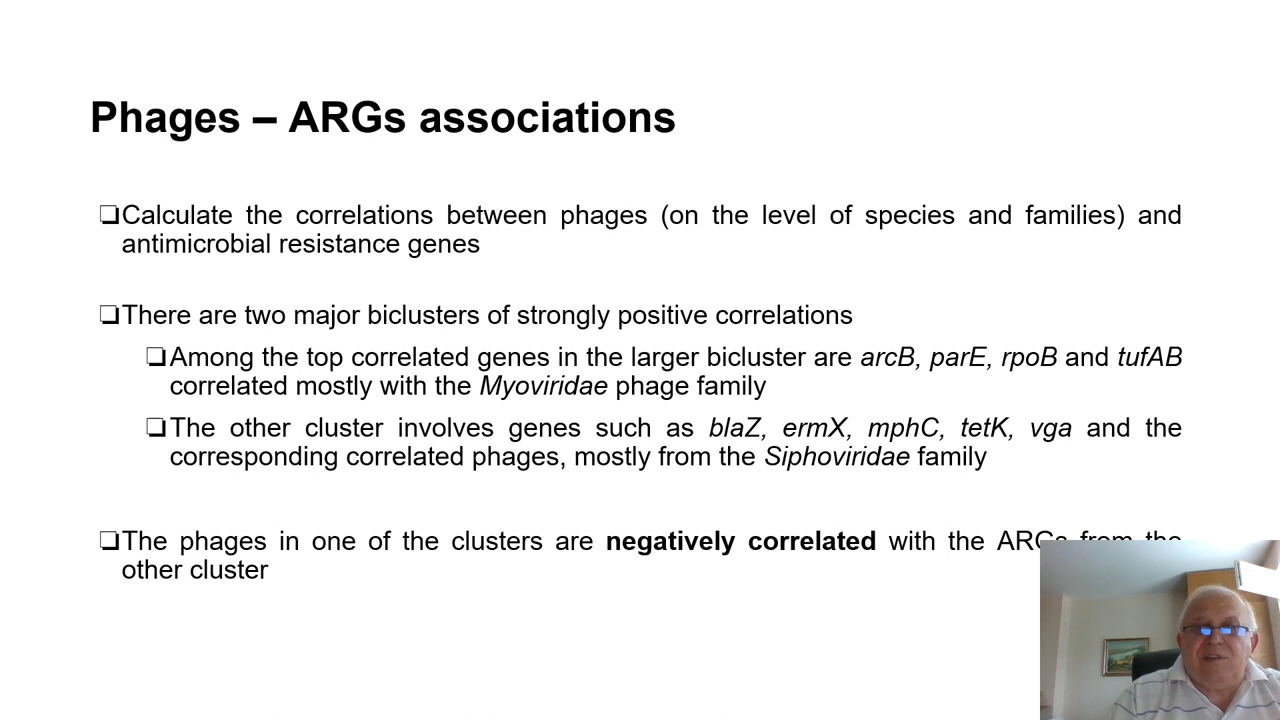 Phages – ARGs associations
❑Calculate the correlations between phages (on the level of species and families) and
antimicrobial resistance genes
❑There are two major biclusters of strongly positive correlations
❑Among the top correlated genes in the larger bicluster are arcB, parE, rpoB and tufAB
correlated mostly with the Myoviridae phage family
❑The other cluster involves genes such as blaZ, ermX, mphC, tetK, vga and the
corresponding correlated phages, mostly from the Siphoviridae family
❑The phages in one of the clusters are negatively correlated with the ARGs from the
other cluster